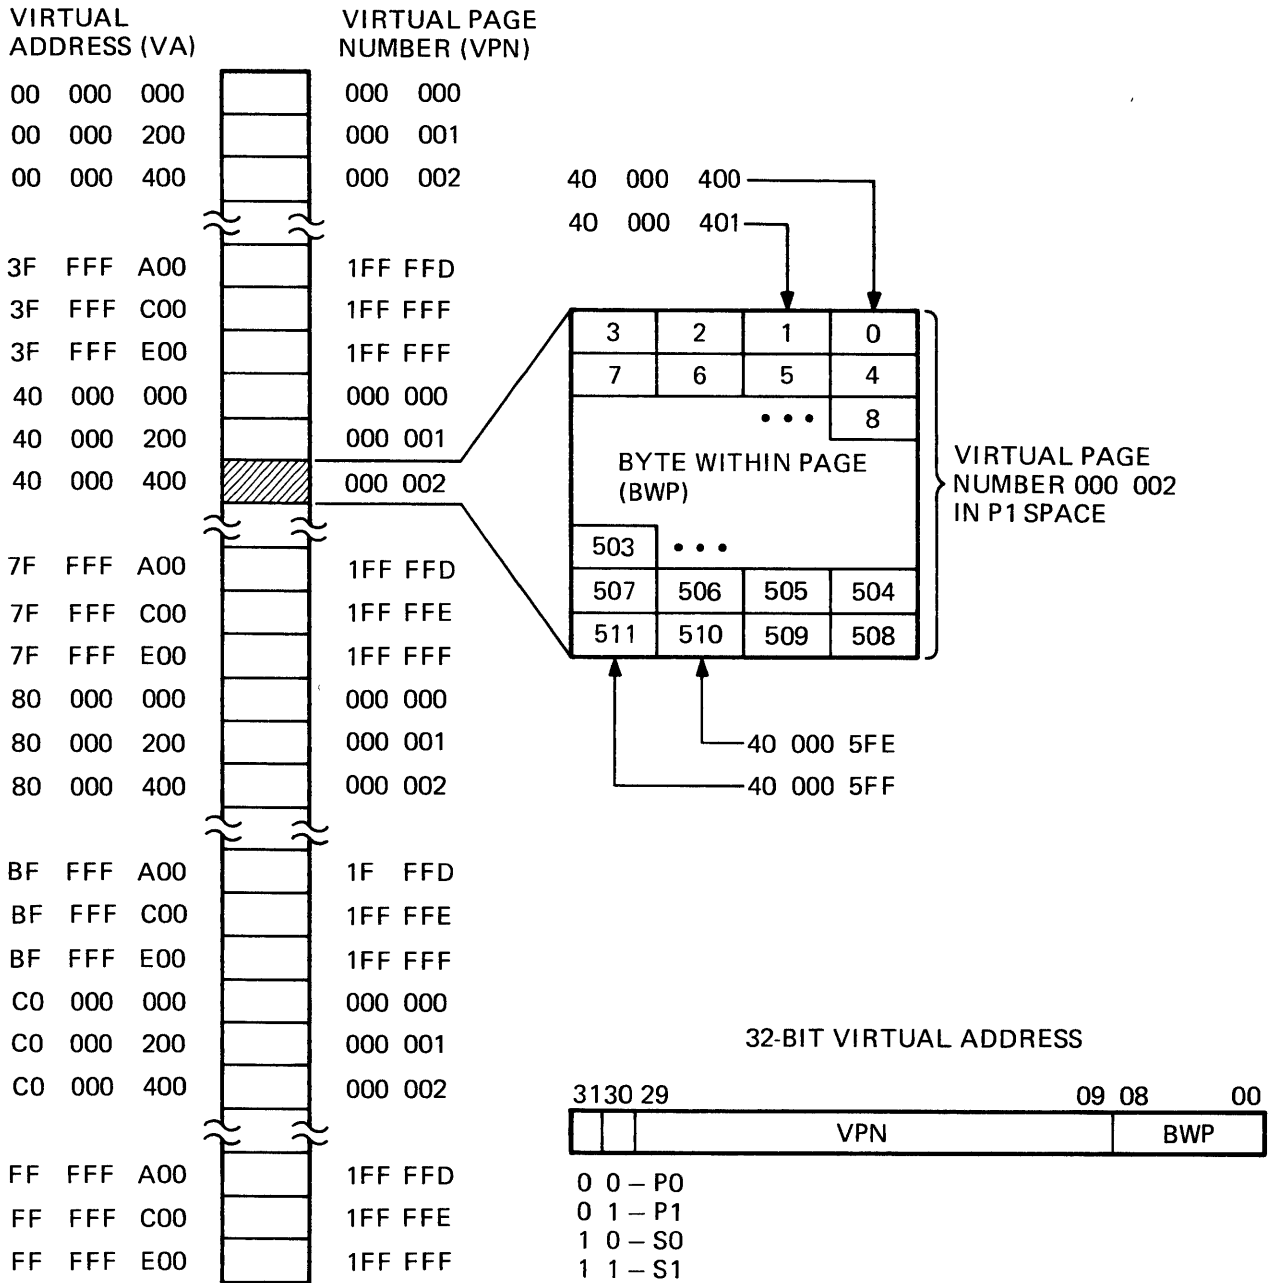 VIRTUAL
ADDRESS (VA)
VIRTUAL PAGE
NUMBER (VPN)
00 000 000 000 000
00 000 200 000 001
00 000 400 000 002
3F FFF A00 1FF FFD
3F FFF C00 1FF FFF
3F FFF E00 1FF FFF
40 000 000 000 000
40 000 200 000 001
40 000 400 000 002
7F FFF A00 1FF FFD
7F FFF C00 1FF FFE
7F FFF E00 1FF FFF
80 000 000 000 000
80 000 200 000 001
80 000 400 000 002
BF FFF A00 1F FFD
BF FFF C00 1FF FFE
BF FFF E00 1FF FFF
C0 000 000 000 000
C0 000 200 000 001
C0 000 400 000 002
FF FFF A00 1FF FFD
FF FFF C00 1FF FFE
FF FFF E00 1FF FFF
40 000 400
40 000 401
3 2 1 0
7 6 5 4
• • • 8
BYTE WITHIN PAGE
(BWP)
503 • • •
507 506 505 504
511 510 509 508
VIRTUAL PAGE
NUMBER 000 002
IN P1 SPACE
40 000 5FE
40 000 5FF
32-BIT VIRTUAL ADDRESS
31 30 29 09 08 00
VPN BWP
0 0 – P0
0 1 – P1
1 0 – S0
1 1 – S1